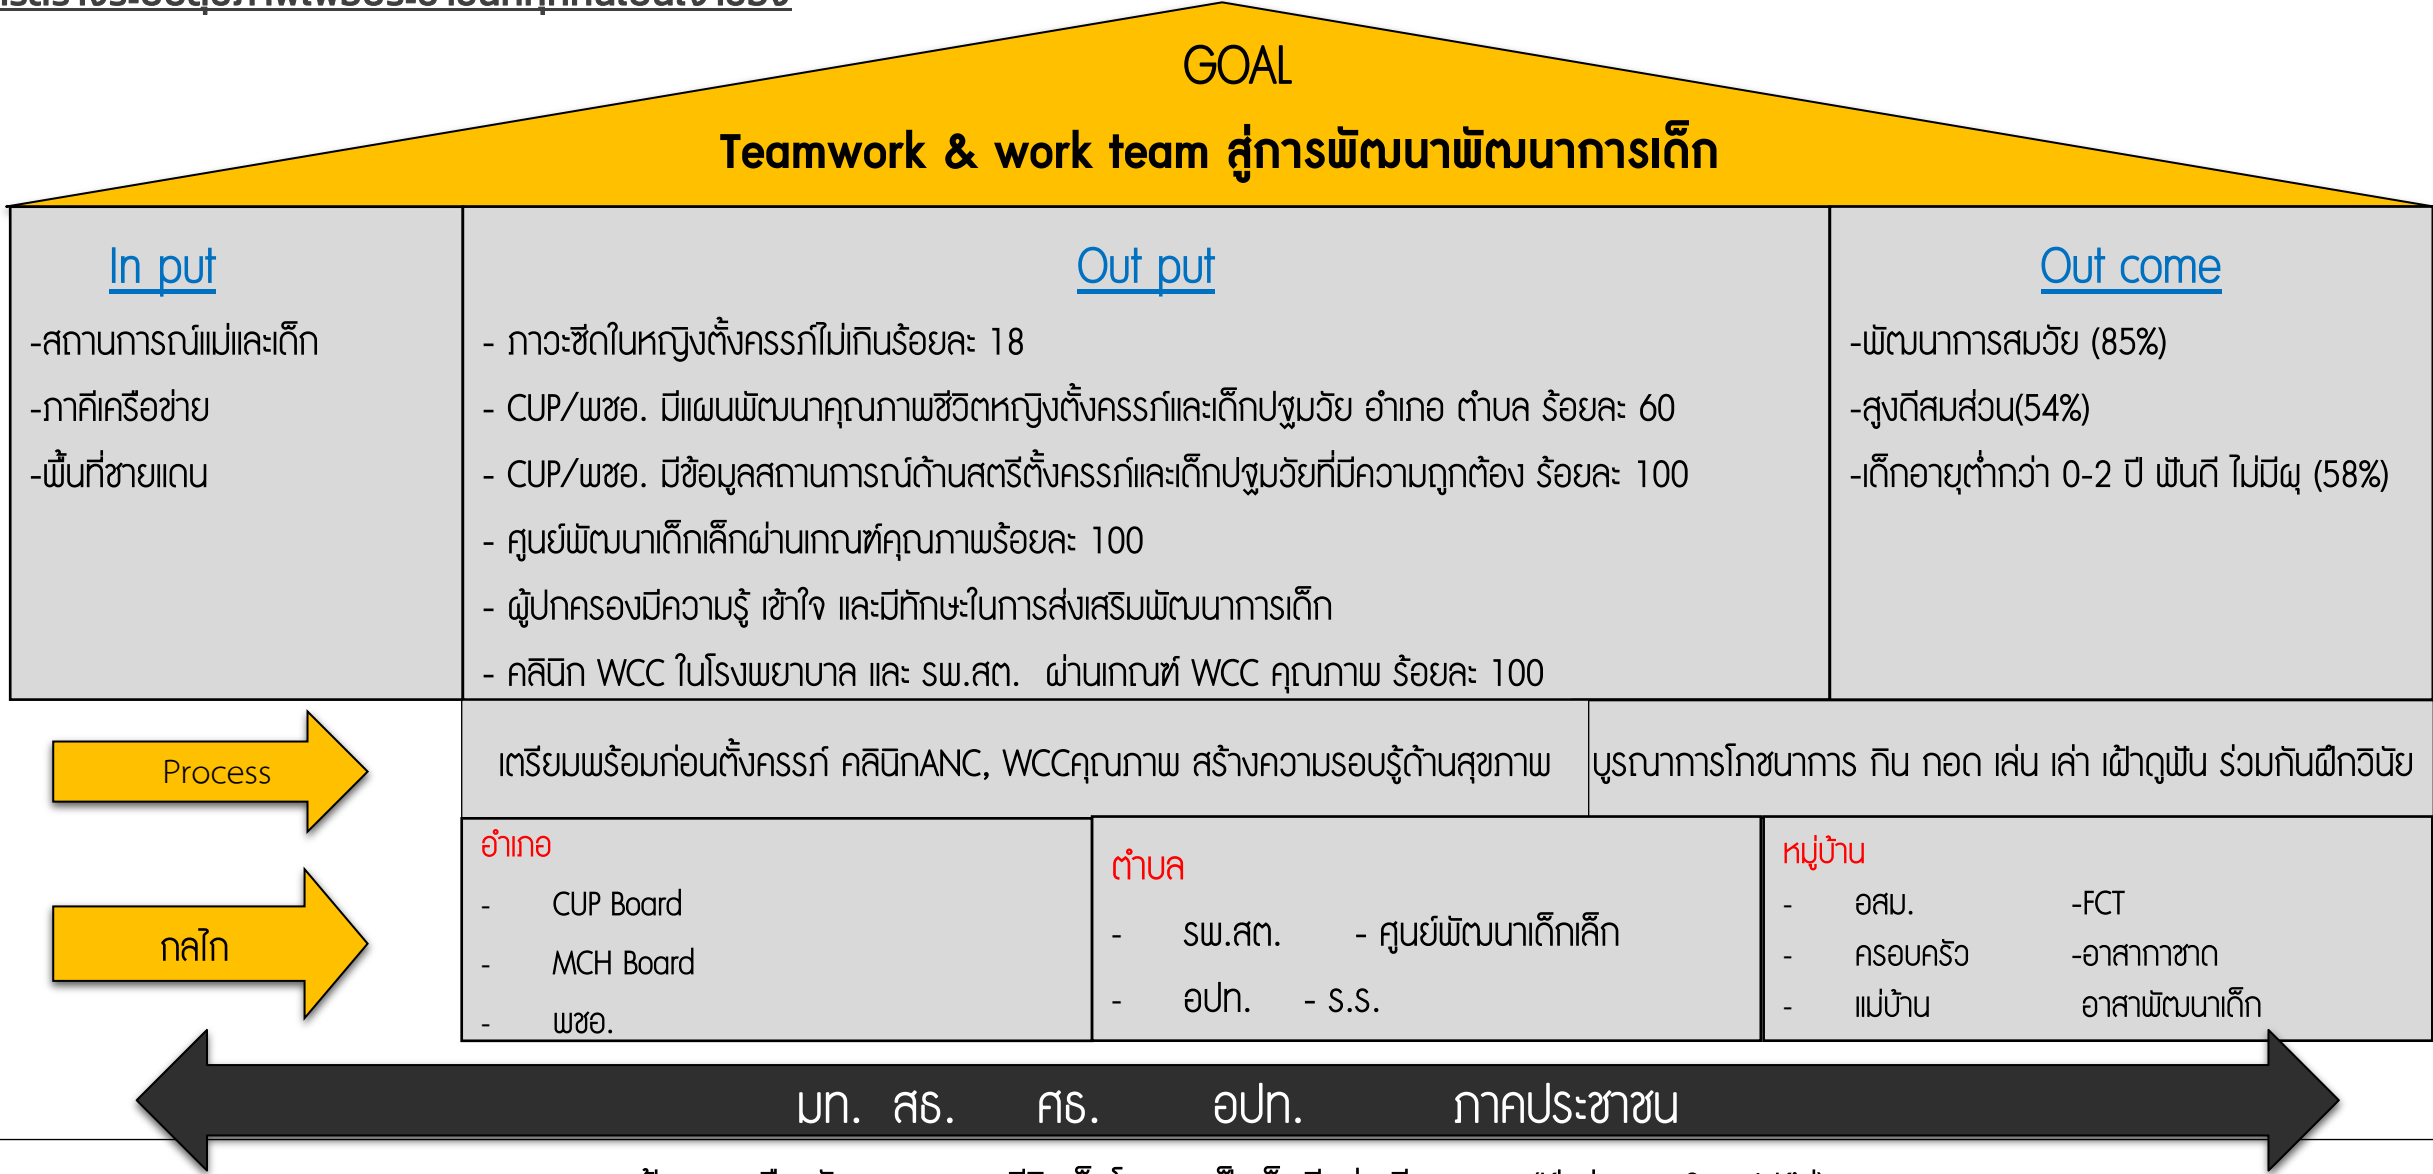 GOAL
Teamwork & work team สู่การพัฒนาพัฒนาการเด็ก
In put
-สถานการณ์แม่และเด็ก
-ภาคีเครือข่าย
-พื้นที่ชายแดน
Out put
- ภาวะซีดในหญิงตั้งครรภ์ไม่เกินร้อยละ 18
- CUP/พชอ. มีแผนพัฒนาคุณภาพชีวิตหญิงตั้งครรภ์และเด็กปฐมวัย อำเภอ ตำบล ร้อยละ 60
- CUP/พชอ. มีข้อมูลสถานการณ์ด้านสตรีตั้งครรภ์และเด็กปฐมวัยที่มีความถูกต้อง ร้อยละ 100
- ศูนย์พัฒนาเด็กเล็กผ่านเกณฑ์คุณภาพร้อยละ 100
- ผู้ปกครองมีความรู้ เข้าใจ และมีทักษะในการส่งเสริมพัฒนาการเด็ก
- คลินิก WCC ในโรงพยาบาล และ รพ.สต. ผ่านเกณฑ์ WCC คุณภาพ ร้อยละ 100
Out come
-พัฒนาการสมวัย (85%)
-สูงดีสมส่วน(54%)
-เด็กอายุต่ำกว่า 0-2 ปี ฟันดี ไม่มีผุ (58%)
Process
เตรียมพร้อมก่อนตั้งครรภ์ คลินิกANC, WCCคุณภาพ สร้างความรอบรู้ด้านสุขภาพ
บูรณาการโภชนาการ กิน กอด เล่น เล่า เฝ้าดูฟัน ร่วมกันฝึกวินัย
กลไก
อำเภอ
- CUP Board
- MCH Board
- พชอ.
ตำบล
- รพ.สต. - ศูนย์พัฒนาเด็กเล็ก
- อปท. - ร.ร.
หมู่บ้าน
- อสม. -FCT
- ครอบครัว -อาสากาชาด
- แม่บ้าน อาสาพัฒนาเด็ก
มท. สธ. ศธ. อปท. ภาคประชาชน